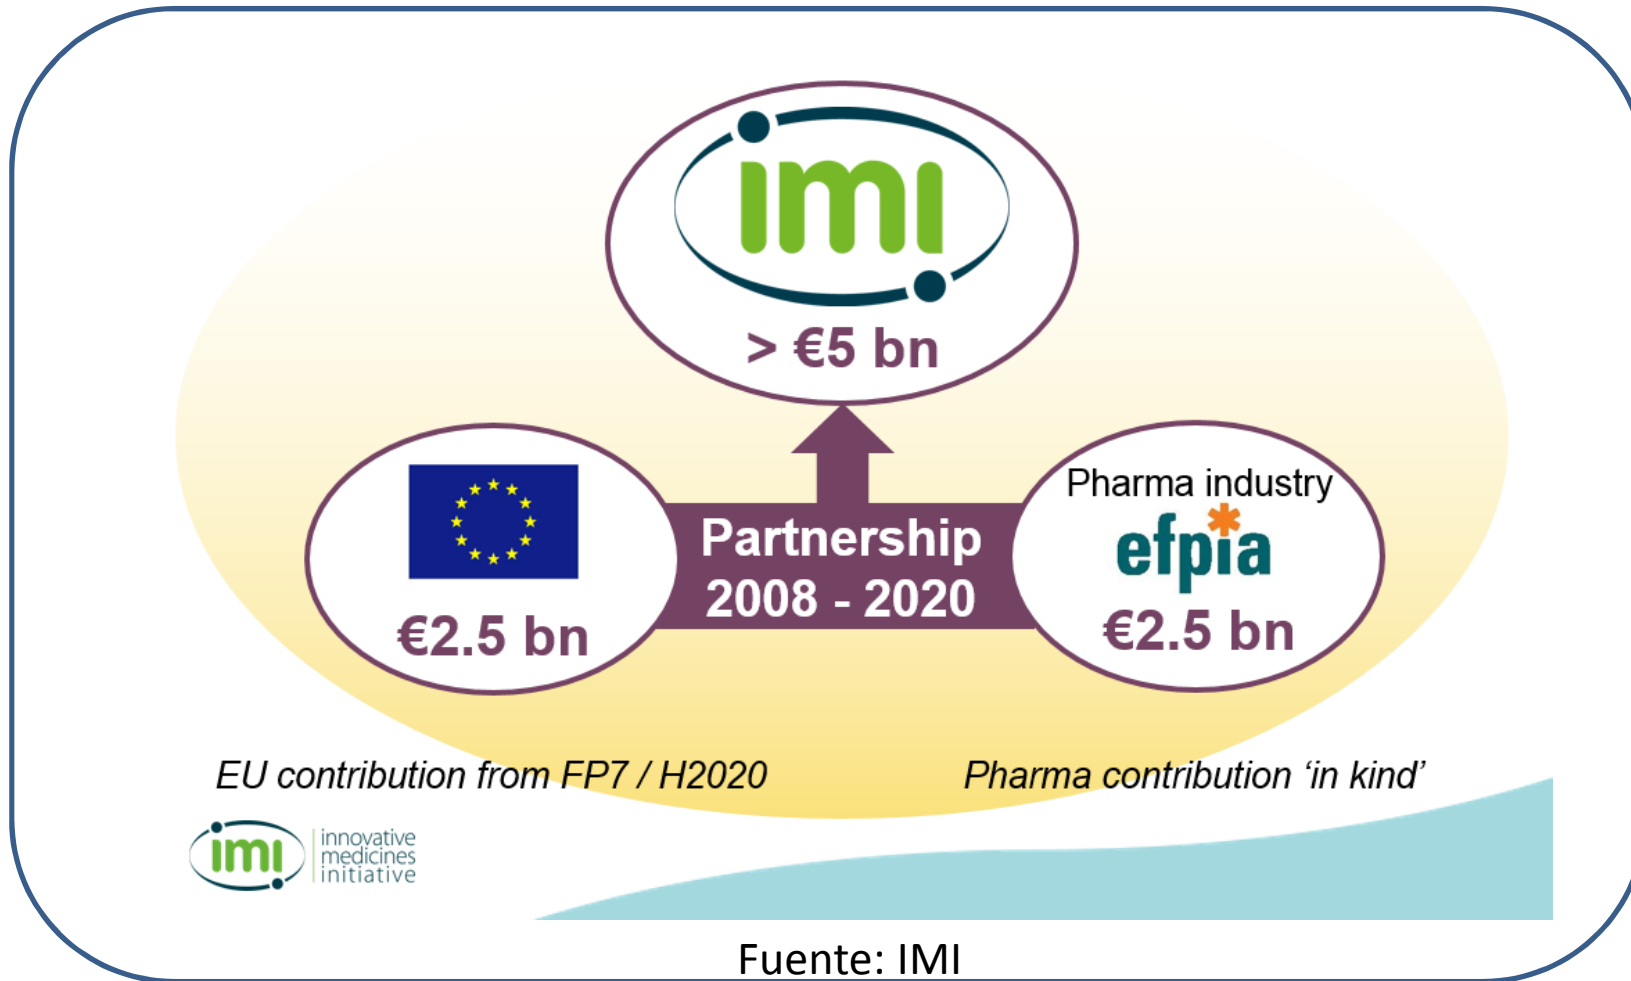 imi
> €5 bn
€2.5 bn
Partnership
2008 - 2020
Pharma industry
efpia
€2.5 bn
EU contribution from FP7 / H2020
Pharma contribution ‘in kind’
imi
innovative
medicines
initiative
Fuente: IMI